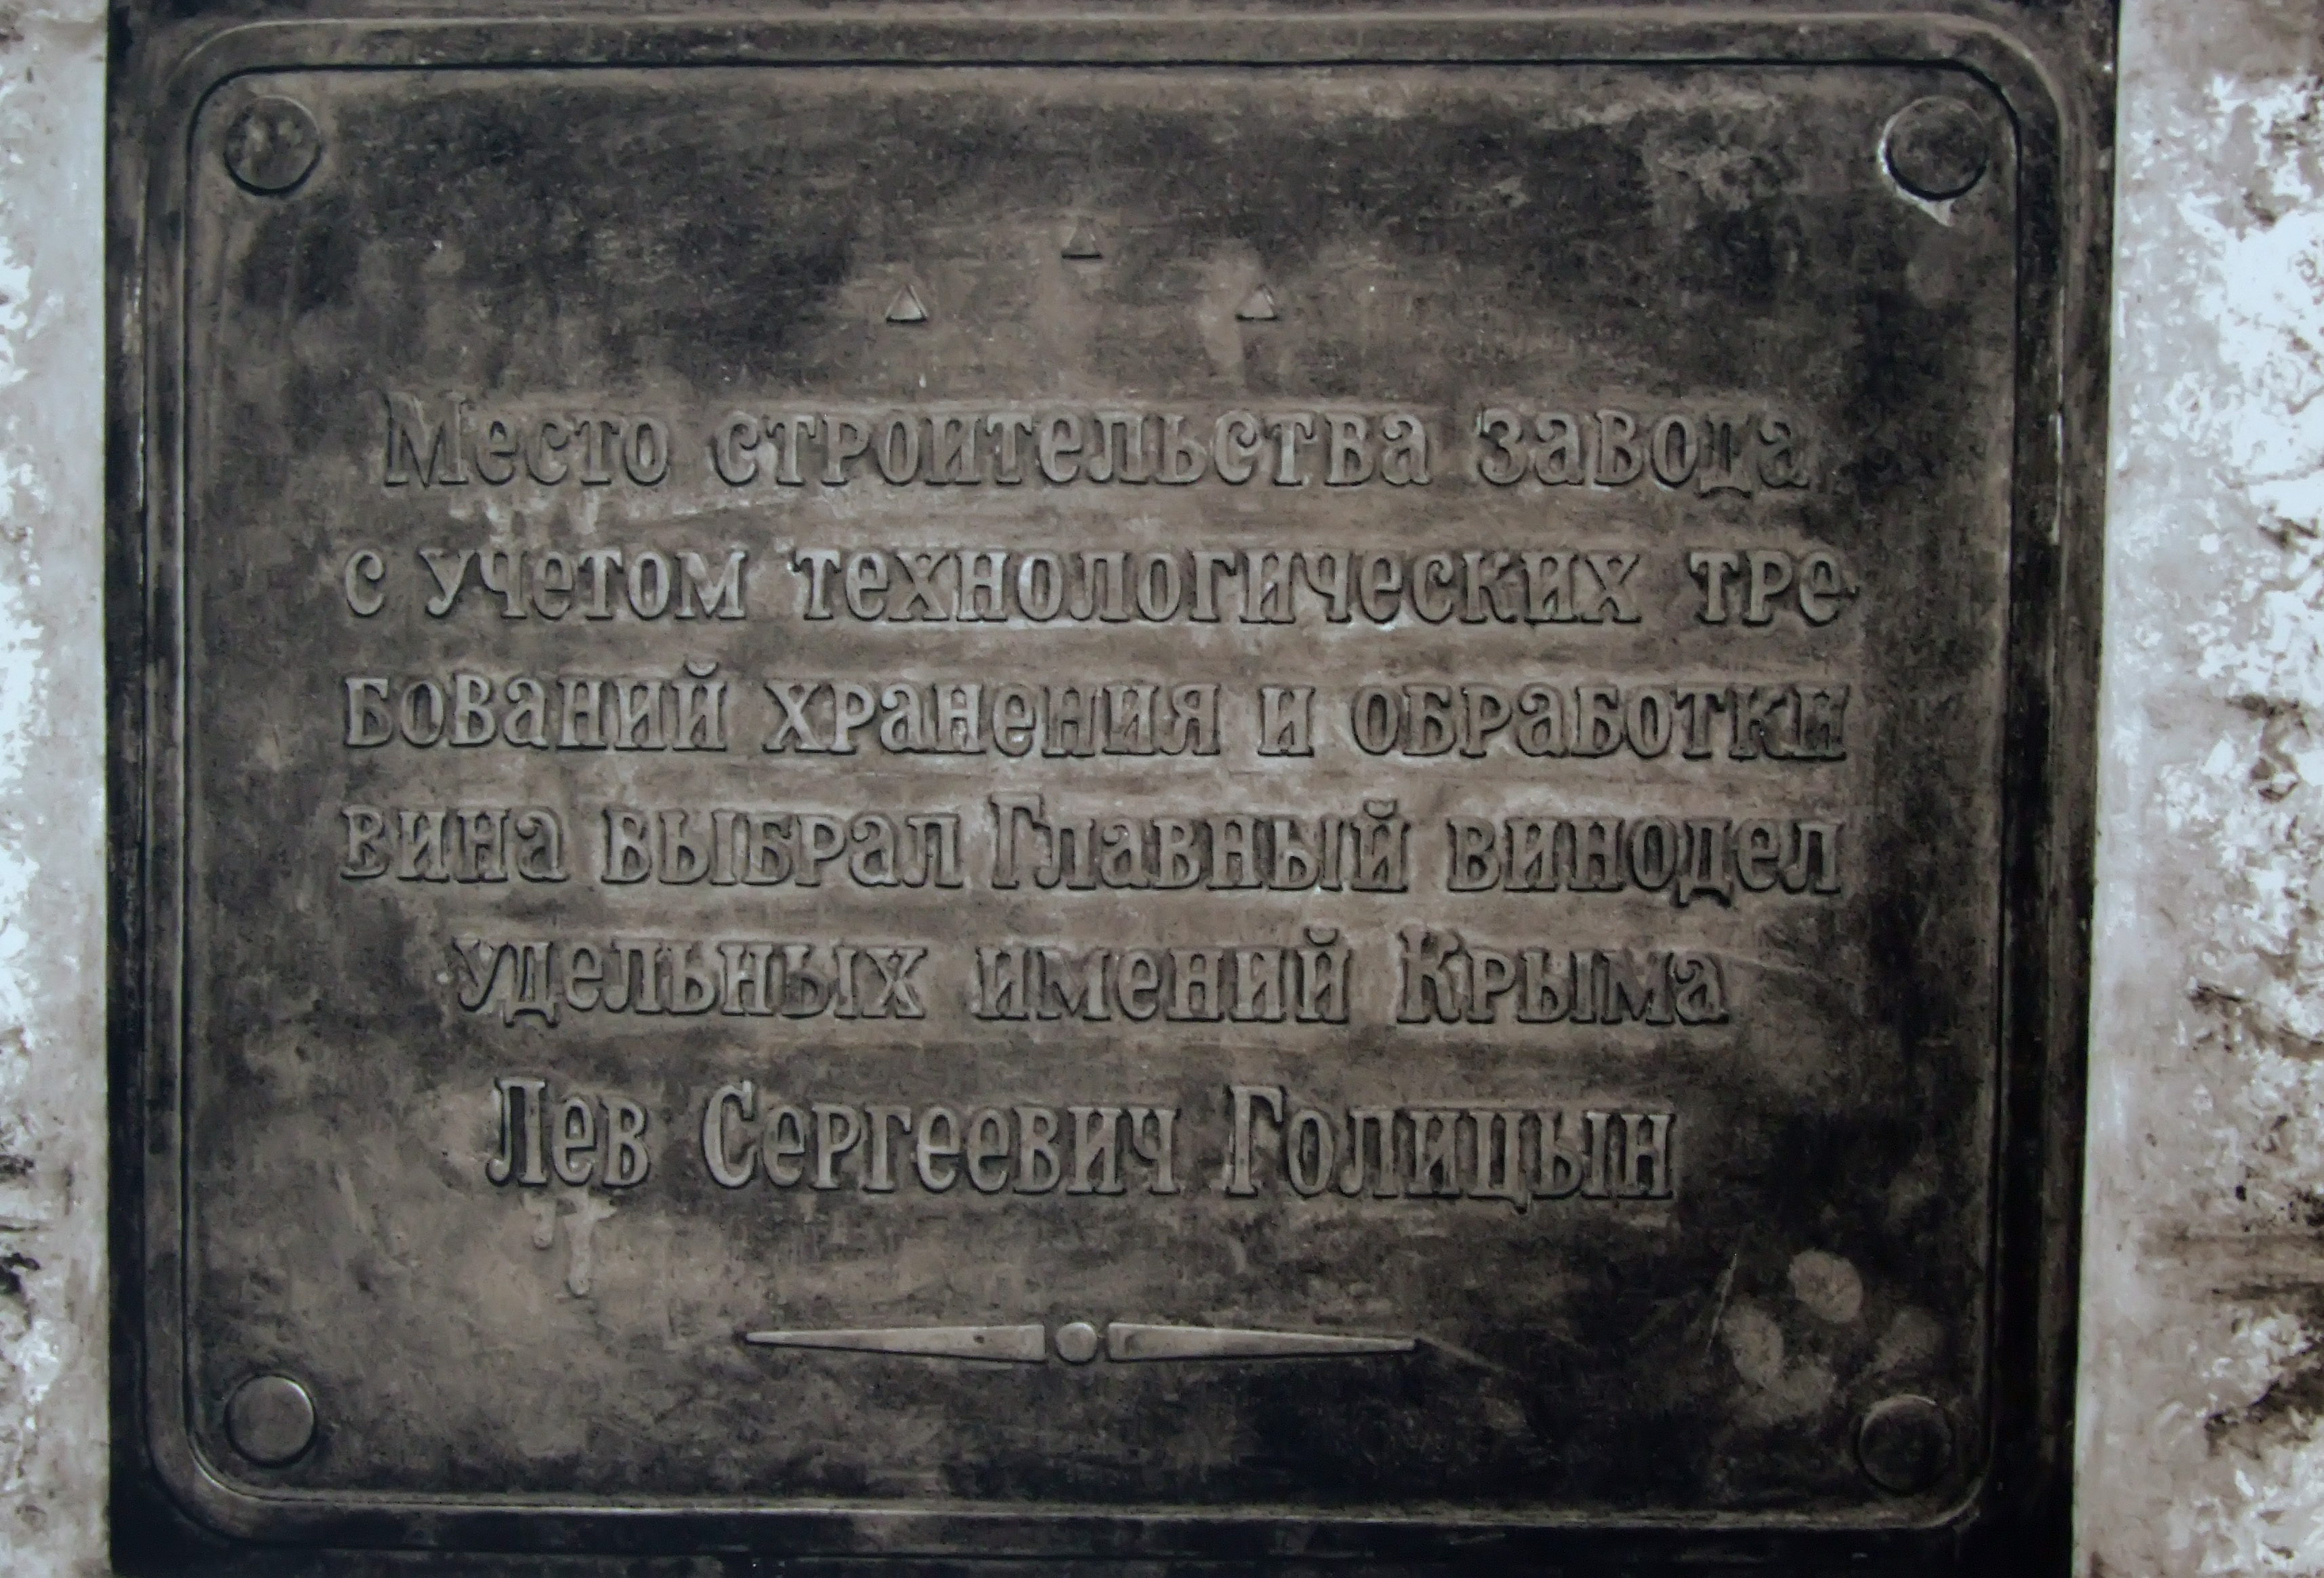 Место строительства завода
с учетом технологических тре-
бований хранения и обработки
вина выбрал Главный винодел
удельных имений Крыма
Лев Сергеевич Голицын